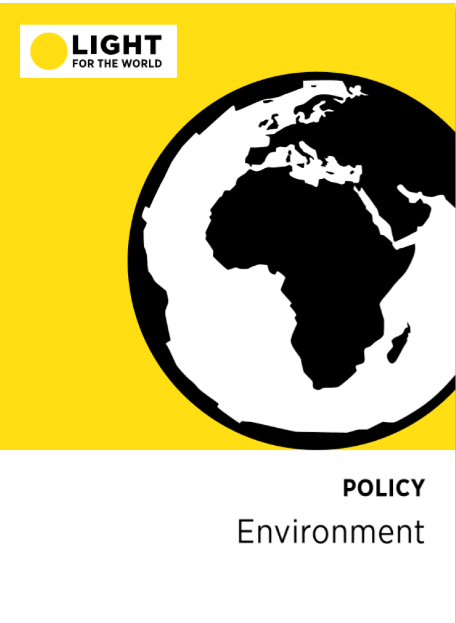 LIGHT
FOR THE WORLD
POLICY
Environment